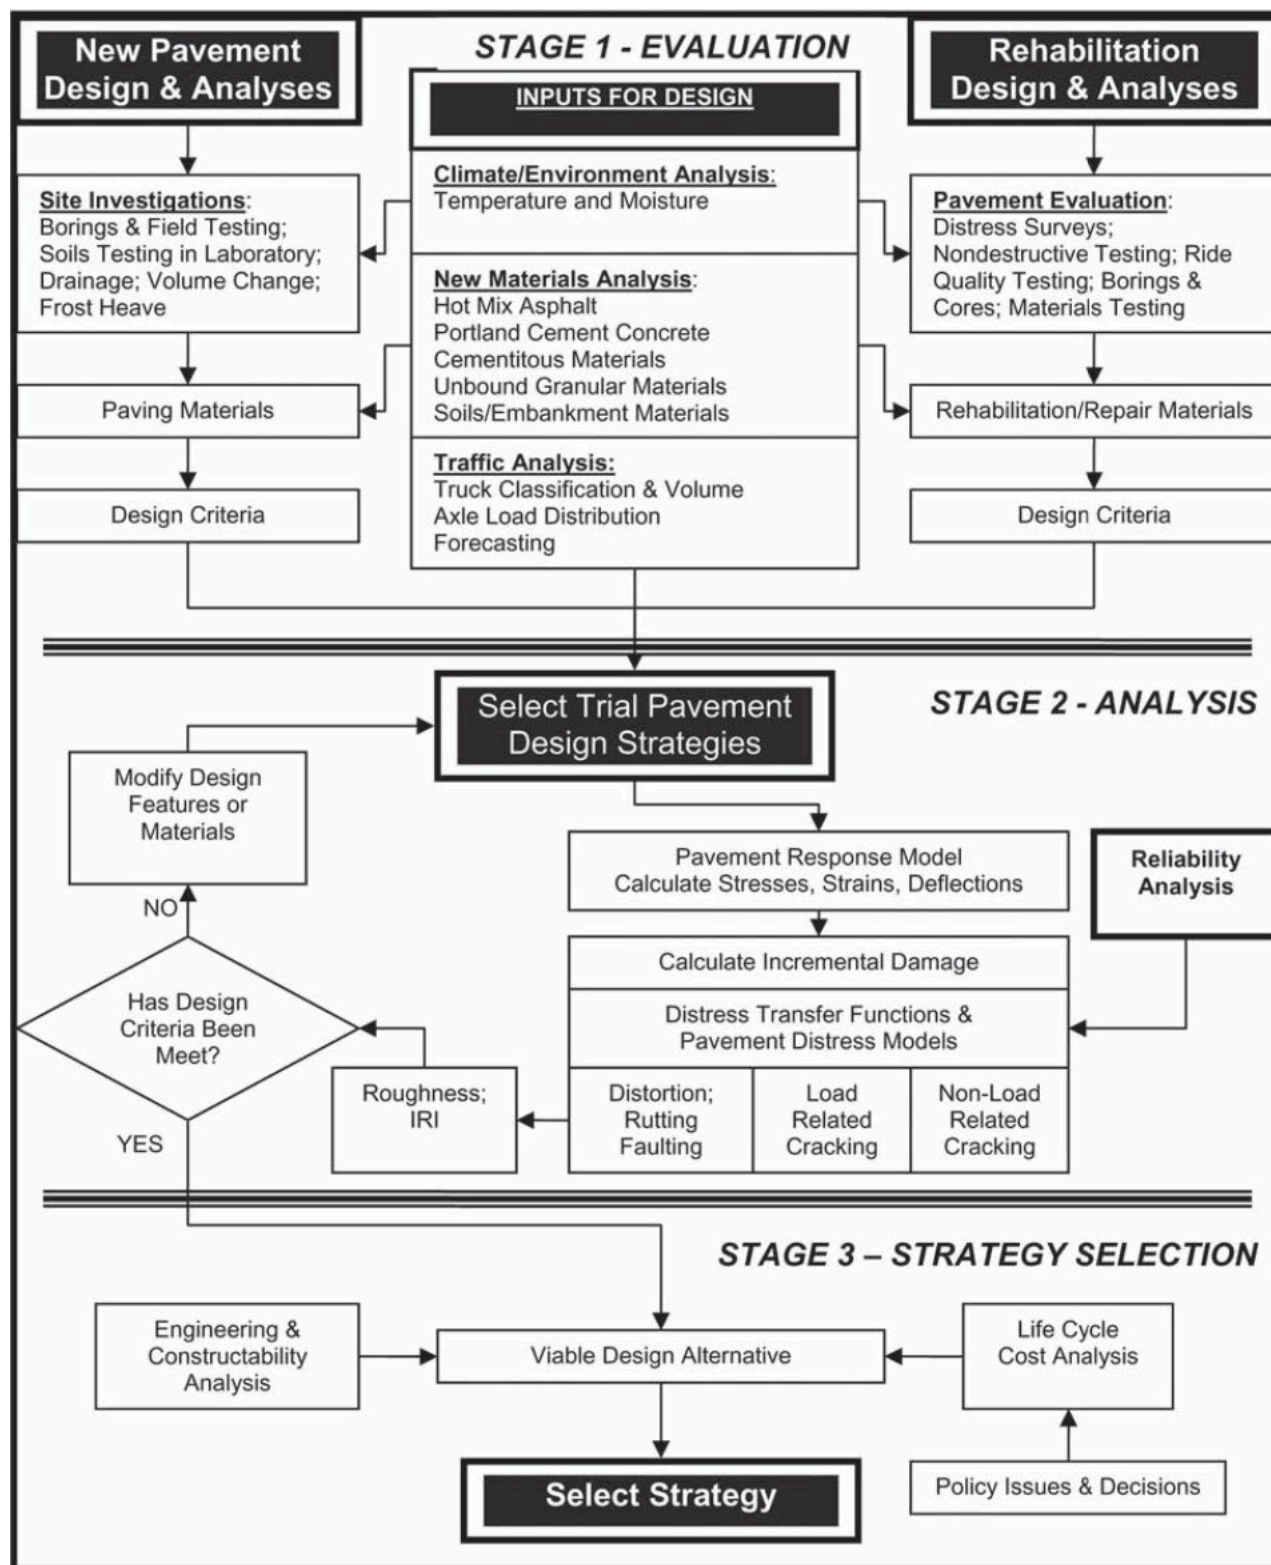 New Pavement
Design & Analyses
STAGE 1 - EVALUATION
Rehabilitation
Design & Analyses
INPUTS FOR DESIGN
Site Investigations:
Borings & Field Testing;
Soils Testing in Laboratory;
Drainage; Volume Change;
Frost Heave
Climate/Environment Analysis:
Temperature and Moisture
Pavement Evaluation:
Distress Surveys;
Nondestructive Testing; Ride
Quality Testing; Borings &
Cores; Materials Testing
New Materials Analysis:
Hot Mix Asphalt
Portland Cement Concrete
Cementitous Materials
Unbound Granular Materials
Soils/Embankment Materials
Paving Materials
Rehabilitation/Repair Materials
Traffic Analysis:
Truck Classification & Volume
Axle Load Distribution
Forecasting
Design Criteria
Design Criteria
STAGE 2 - ANALYSIS
Select Trial Pavement
Design Strategies
Modify Design
Features or
Materials
Pavement Response Model
Calculate Stresses, Strains, Deflections
Reliability
Analysis
NO
Calculate Incremental Damage
Has Design
Criteria Been
Meet?
Distress Transfer Functions &
Pavement Distress Models
Roughness;
IRI
Distortion;
Rutting
Faulting
Load
Related
Cracking
Non-Load
Related
Cracking
YES
STAGE 3 – STRATEGY SELECTION
Engineering &
Constructability
Analysis
Viable Design Alternative
Life Cycle
Cost Analysis
Select Strategy
Policy Issues & Decisions